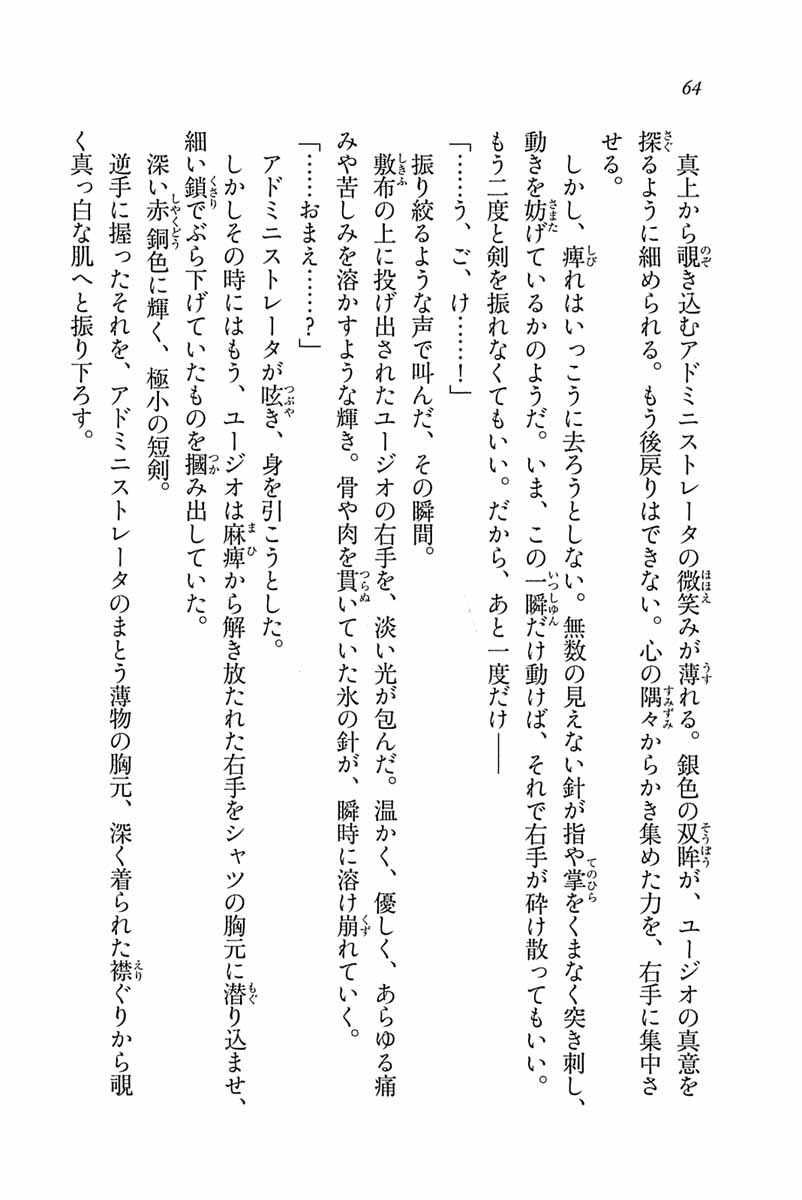 64
真上から覗き込むアドミニストレータの微笑みが薄れる。銀色の双眸が、ユージオの真意を
探るように細められる。もう後戻りはできない。心の隅々からかき集めた力を、右手に集中さ
せる。
しかし、痺れはいっこうに去ろうとしない。無数の見えない針が指や掌をくまなく突き刺し、
動きを妨げているかのようだ。いま、この一瞬だけ動けば、それで右手が砕け散ってもいい。
もう二度と剣を振れなくてもいい。だから、あと一度だけ――
「……う、ご、け……！」
振り絞るような声で叫んだ、その瞬間。
敷布の上に投げ出されたユージオの右手を、淡い光が包んだ。温かく、優しく、あらゆる痛
みや苦しみを溶かすような輝き。骨や肉を貫いていた氷の針が、瞬時に溶け崩れていく。
「……おまえ……？」
アドミニストレータが呟き、身を引こうとした。
しかしその時にはもう、ユージオは麻痺から解き放たれた右手をシャツの胸元に潜り込ませ、
細い鎖でぶら下げていたものを摑み出していた。
深い赤銅色に輝く、極小の短剣。
逆手に握ったそれを、アドミニストレータのまとう薄物の胸元、深く着られた襟ぐりから覗
く真っ白な肌へと振り下ろす。